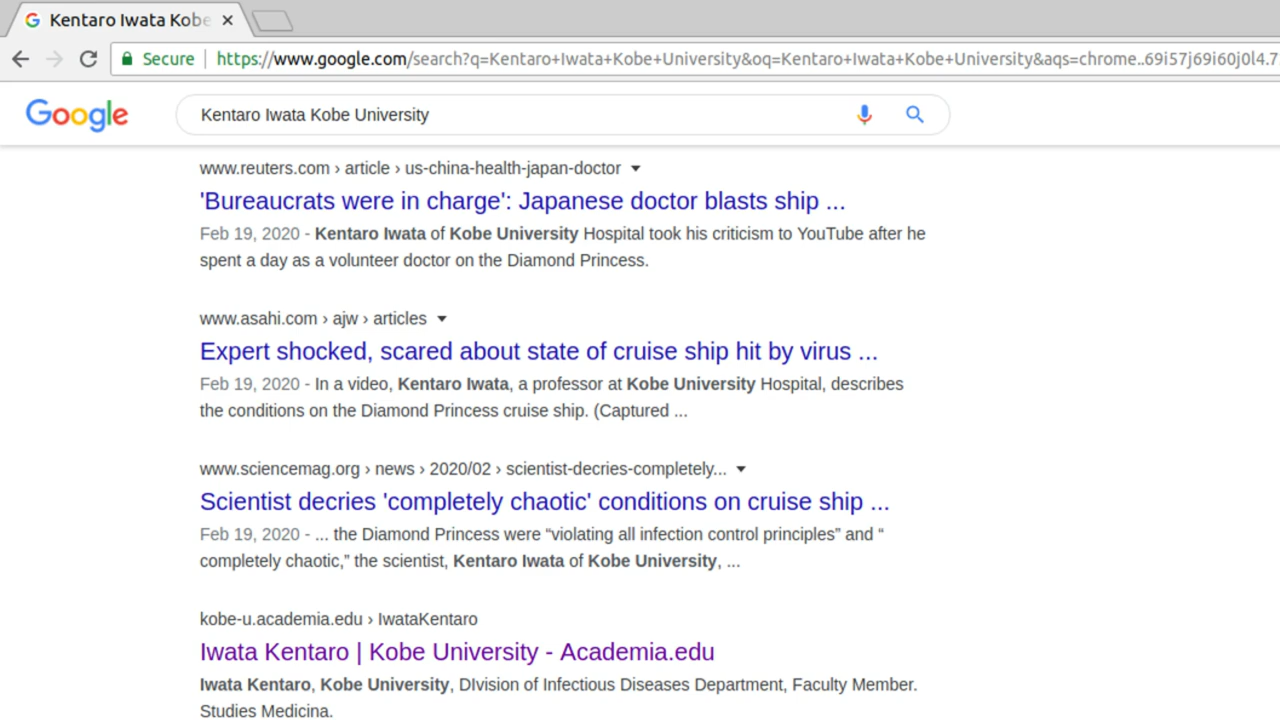 Kentaro Iwata Kobe
Secure https://www.google.com/search?q=Kentaro+Iwata+Kobe+University&oq=Kentaro+Iwata+Kobe+University&aqs=chrome..69i57j69i60j0l4.7
Google Kentaro Iwata Kobe University
www.reuters.com › article › us-china-health-japan-doctor
'Bureaucrats were in charge': Japanese doctor blasts ship ...
Feb 19, 2020 - Kentaro Iwata of Kobe University Hospital took his criticism to YouTube after he
spent a day as a volunteer doctor on the Diamond Princess.
www.asahi.com › ajw › articles
Expert shocked, scared about state of cruise ship hit by virus ...
Feb 19, 2020 - In a video, Kentaro Iwata, a professor at Kobe University Hospital, describes
the conditions on the Diamond Princess cruise ship. (Captured ...
www.sciencemag.org › news › 2020/02 › scientist-decries-completely...
Scientist decries 'completely chaotic' conditions on cruise ship ...
Feb 19, 2020 - ... the Diamond Princess were “violating all infection control principles” and “
completely chaotic,” the scientist, Kentaro Iwata of Kobe University, ...
kobe-u.academia.edu › IwataKentaro
Iwata Kentaro | Kobe University - Academia.edu
Iwata Kentaro, Kobe University, DIvision of Infectious Diseases Department, Faculty Member.
Studies Medicina.